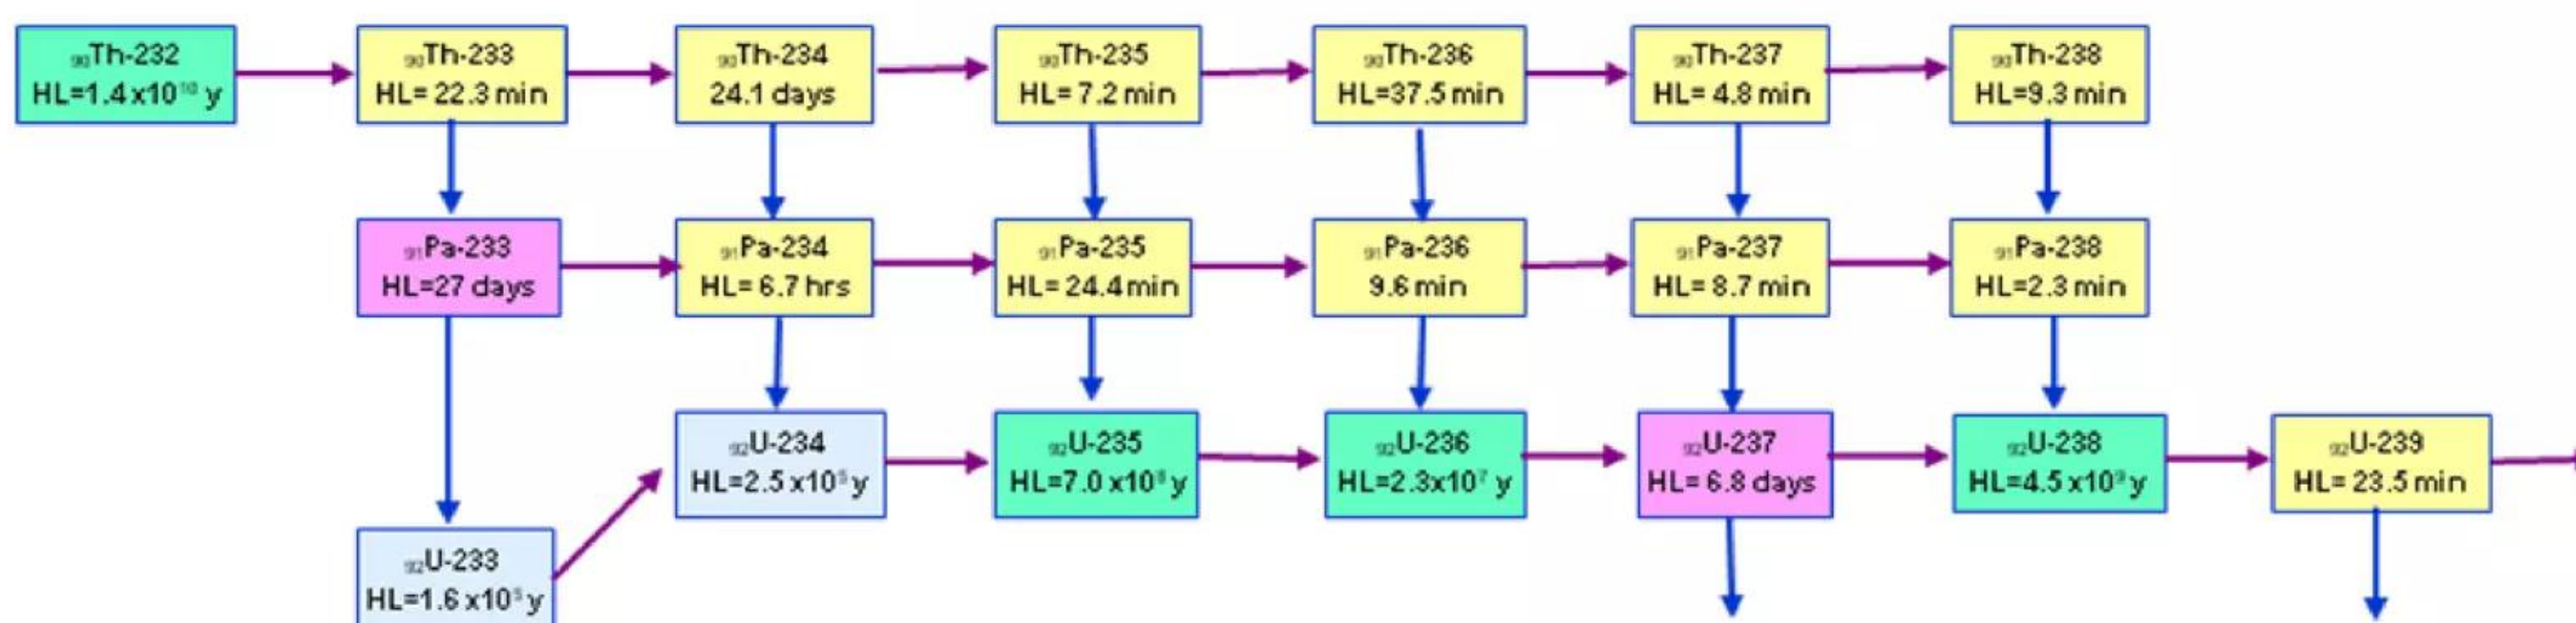 ₉₀Th-232
HL=1.4 x10¹⁰ y
₉₀Th-233
HL= 22.3 min
₉₀Th-234
24.1 days
₉₀Th-235
HL= 7.2 min
₉₀Th-236
HL=37.5 min
₉₀Th-237
HL= 4.8 min
₉₀Th-238
HL=9.3 min
₉₁Pa-233
HL=27 days
₉₁Pa-234
HL= 6.7 hrs
₉₁Pa-235
HL= 24.4 min
₉₁Pa-236
9.6 min
₉₁Pa-237
HL= 8.7 min
₉₁Pa-238
HL=2.3 min
₉₂U-234
HL=2.5 x10⁵ y
₉₂U-235
HL=7.0 x10⁸ y
₉₂U-236
HL=2.3x10⁷ y
₉₂U-237
HL= 6.8 days
₉₂U-238
HL=4.5 x10⁹ y
₉₂U-239
HL= 23.5 min
₉₂U-233
HL=1.6 x10⁵ y